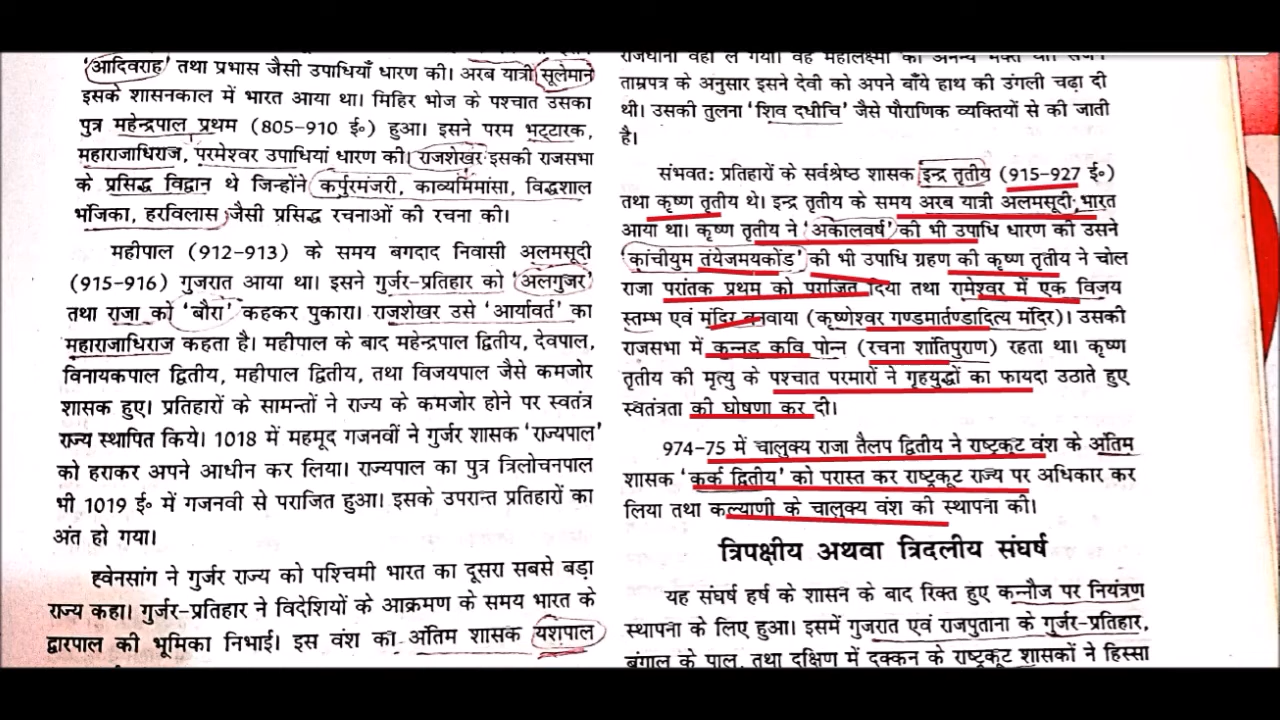 'आदिवराह' तथा प्रभास जैसी उपाधियाँ धारण की। अरब यात्री सूलेमान
इसके शासनकाल में भारत आया था। मिहिर भोज के पश्चात उसका
पुत्र महेन्द्रपाल प्रथम (805-910 ई॰) हुआ। इसने परम भट्टारक,
महाराजाधिराज, परमेश्वर उपाधियां धारण की। राजशेखर इसकी राजसभा
के प्रसिद्ध विद्वान थे जिन्होंने कर्पुरमंजरी, काव्यमिमांसा, विद्धशाल
भंजिका, हरविलास जैसी प्रसिद्ध रचनाओं की रचना की।
महीपाल (912-913) के समय बगदाद निवासी अलमसूदी
(915-916) गुजरात आया था। इसने गुर्जर-प्रतिहार को 'अलगुजर'
तथा राजा को 'बौरा' कहकर पुकारा। राजशेखर उसे 'आर्यावर्त' का
महाराजाधिराज कहता है। महीपाल के बाद महेन्द्रपाल द्वितीय, देवपाल,
विनायकपाल द्वितीय, महीपाल द्वितीय, तथा विजयपाल जैसे कमजोर
शासक हुए। प्रतिहारों के सामन्तों ने राज्य के कमजोर होने पर स्वतंत्र
राज्य स्थापित किये। 1018 में महमूद गजनवीं ने गुर्जर शासक 'राज्यपाल'
को हराकर अपने आधीन कर लिया। राज्यपाल का पुत्र त्रिलोचनपाल
भी 1019 ई॰ में गजनवी से पराजित हुआ। इसके उपरान्त प्रतिहारों का
अंत हो गया।
ह्वेनसांग ने गुर्जर राज्य को पश्चिमी भारत का दूसरा सबसे बड़ा
राज्य कहा। गुर्जर-प्रतिहार ने विदेशियों के आक्रमण के समय भारत के
द्वारपाल की भूमिका निभाई। इस वंश का अंतिम शासक यशपाल
राजधानी वहां ले गया। वह महालक्ष्मी का अनन्य भक्त था।
ताम्रपत्र के अनुसार इसने देवी को अपने बाँये हाथ की उंगली चढ़ा दी
थी। उसकी तुलना 'शिव दधीचि' जैसे पौराणिक व्यक्तियों से की जाती
है।
संभवत: प्रतिहारों के सर्वश्रेष्ठ शासक इन्द्र तृतीय (915-927 ई॰)
तथा कृष्ण तृतीय थे। इन्द्र तृतीय के समय अरब यात्री अलमसूदी भारत
आया था। कृष्ण तृतीय ने 'अकालवर्ष' की भी उपाधि धारण की उसने
'कांचीयुम तंयेजमयकोंड' की भी उपाधि ग्रहण की कृष्ण तृतीय ने चोल
राजा परांतक प्रथम को पराजित दिया तथा रामेश्वर में एक विजय
स्तम्भ एवं मंदिर बनवाया (कृष्णेश्वर गण्डमार्तण्डादित्य मंदिर)। उसकी
राजसभा में कुन्नड़ कवि पोन्न (रचना शांतिपुराण) रहता था। कृष्ण
तृतीय की मृत्यु के पश्चात परमारों ने गृहयुद्धों का फायदा उठाते हुए
स्वतंत्रता की घोषणा कर दी।
974-75 में चालुक्य राजा तैलप द्वितीय ने राष्ट्रकूट वंश के अंतिम
शासक 'कर्क द्वितीय' को परास्त कर राष्ट्रकूट राज्य पर अधिकार कर
लिया तथा कल्याणी के चालुक्य वंश की स्थापना की।
त्रिपक्षीय अथवा त्रिदलीय संघर्ष
यह संघर्ष हर्ष के शासन के बाद रिक्त हुए कन्नौज पर नियंत्रण
स्थापना के लिए हुआ। इसमें गुजरात एवं राजपुताना के गुर्जर-प्रतिहार,
बंगाल के पाल, तथा दक्षिण में दक्कन के राष्ट्रकूट शासकों ने हिस्सा